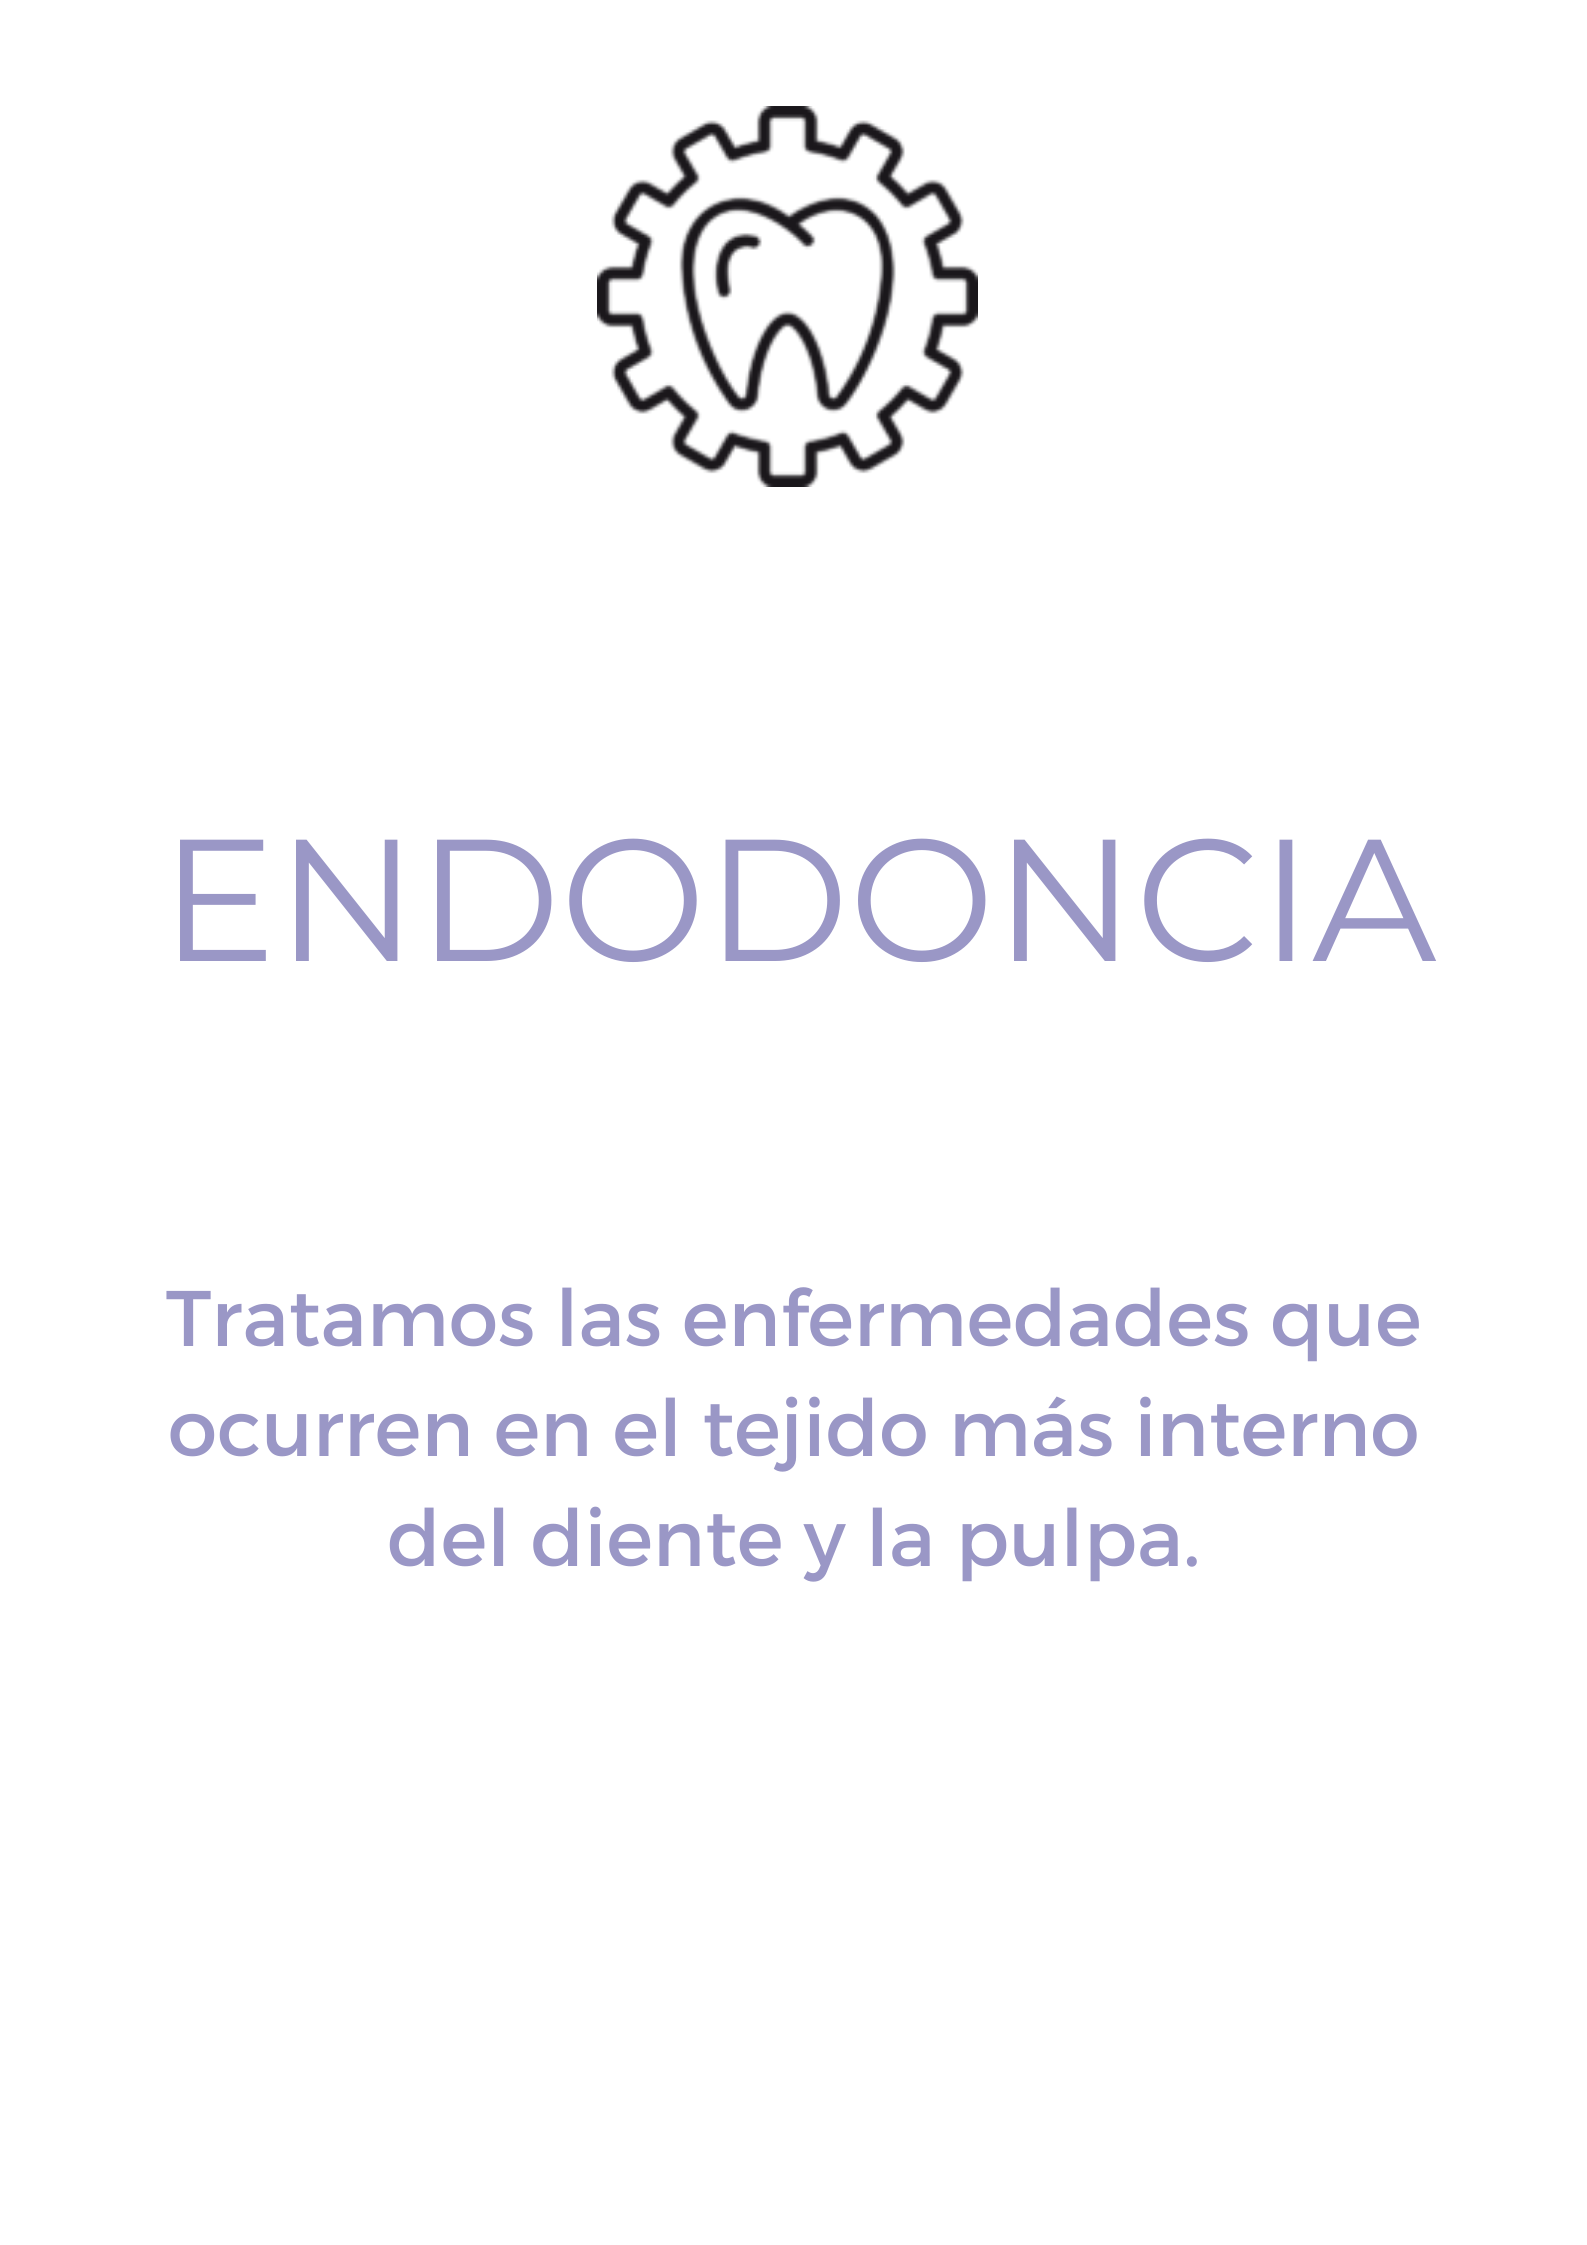 ENDODONCIA
Tratamos las enfermedades que
ocurren en el tejido más interno
del diente y la pulpa.